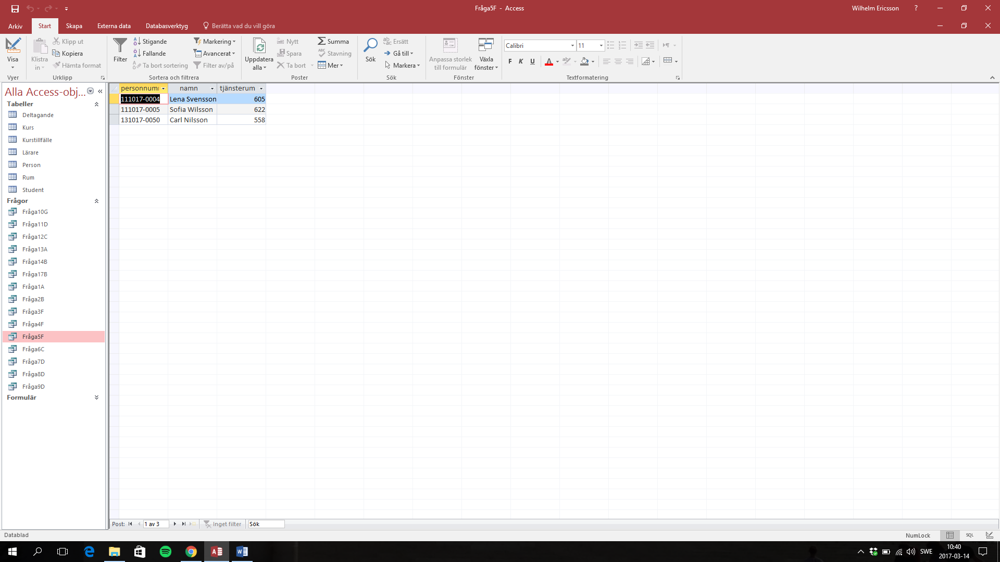 Fråga5F - Access
Wilhelm Ericsson
?
Arkiv
Start
Skapa
Externa data
Databasverktyg
Berätta vad du vill göra
Visa
Vyer
Klistra in
Klipp ut
Kopiera
Hämta format
Urklipp
Filter
Stigande
Fallande
Ta bort sortering
Markering
Avancerat
Filter av/på
Sortera och filtrera
Uppdatera alla
Nytt
Spara
Ta bort
Summa
Stavning
Mer
Poster
Sök
Ersätt
Gå till
Markera
Sök
Anpassa storlek till formulär
Växla fönster
Fönster
Calibri
11
F K U
Textformatering
Alla Access-obj...
Tabeller
Deltagande
Kurs
Kurstillfälle
Lärare
Person
Rum
Student
Frågor
Fråga10G
Fråga11D
Fråga12C
Fråga13A
Fråga14B
Fråga17B
Fråga1A
Fråga2B
Fråga3F
Fråga4F
Fråga5F
Fråga6C
Fråga7D
Fråga8D
Fråga9D
Formulär
personnum namn tjänsterum
111017-0004 Lena Svensson 605
111017-0005 Sofia Wilsson 622
131017-0050 Carl Nilsson 558
Post: 1 av 3 Inget filter Sök
Datablad
NumLock
SQL
SWE
10:40
2017-03-14